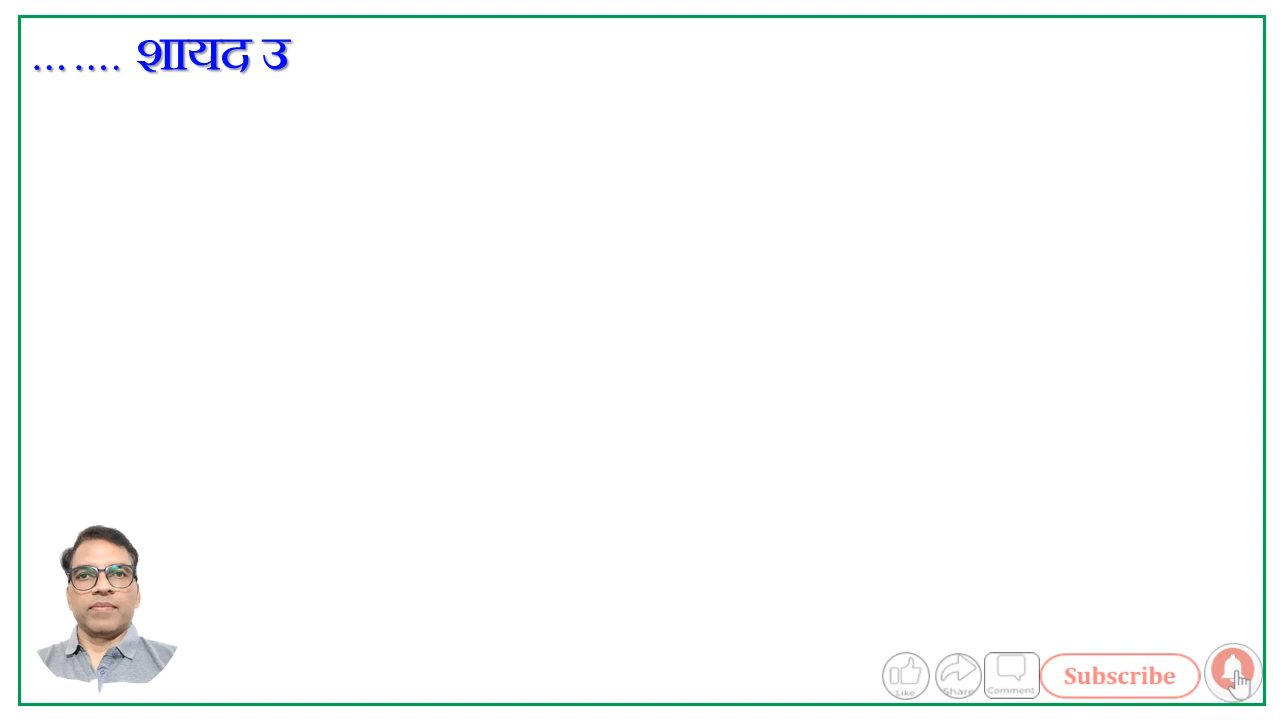 ....... शायद उ
Like
Share
Comment
Subscribe